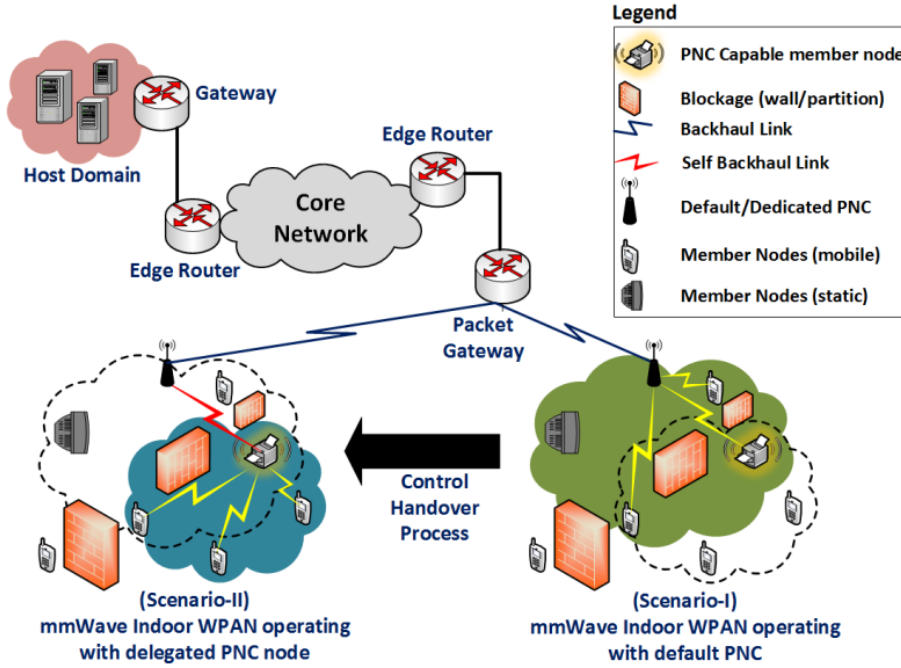 Legend
PNC Capable member node
Blockage (wall/partition)
Backhaul Link
Self Backhaul Link
Default/Dedicated PNC
Member Nodes (mobile)
Member Nodes (static)
Gateway
Host Domain
Edge Router
Edge Router
Core
Network
Packet
Gateway
Control
Handover
Process
(Scenario-II)
mmWave Indoor WPAN operating
with delegated PNC node
(Scenario-I)
mmWave Indoor WPAN operating
with default PNC